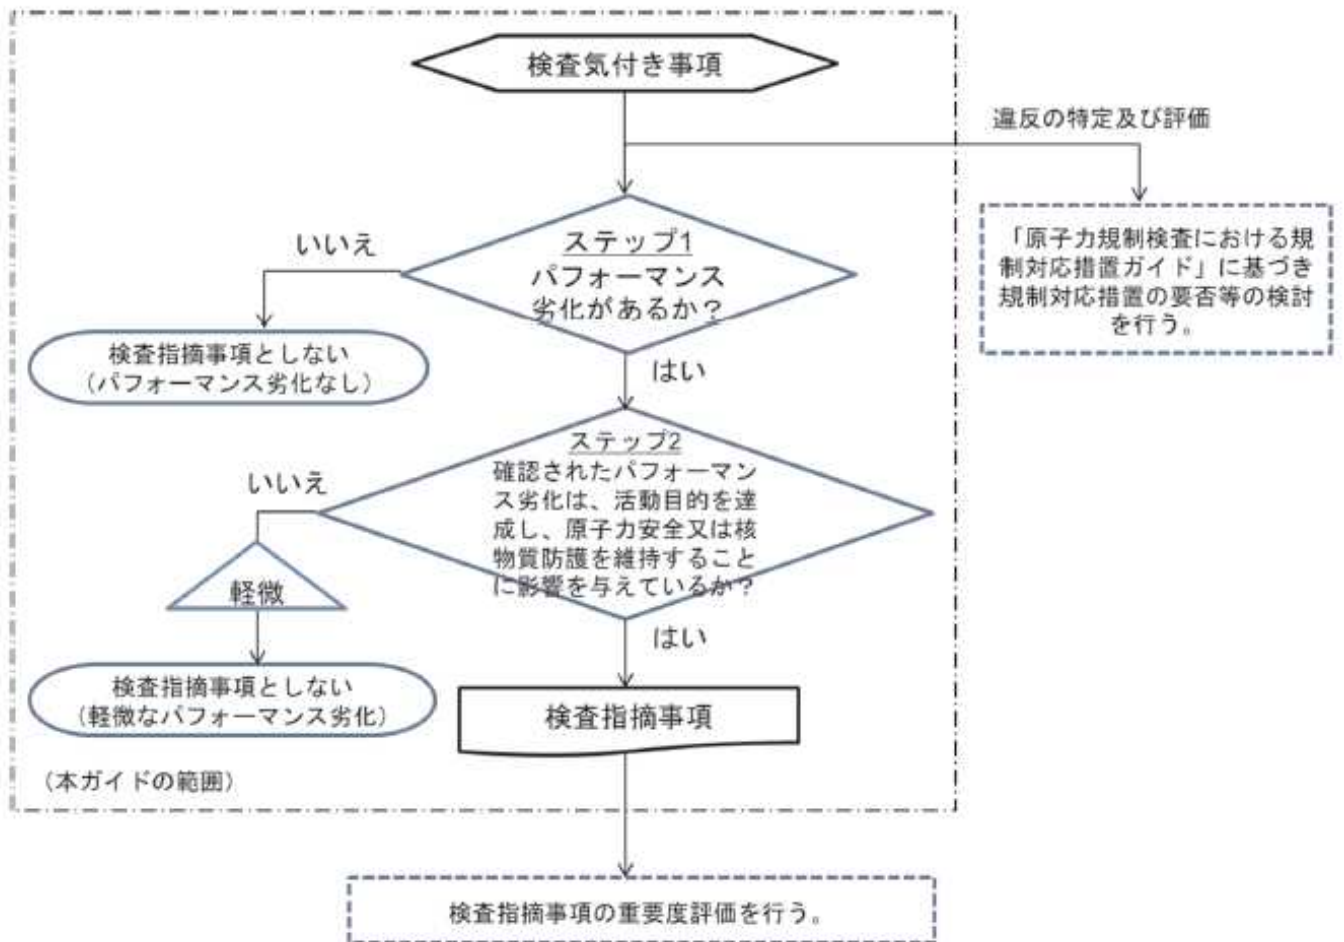 検査気付き事項
違反の特定及び評価
「原子力規制検査における規
制対応措置ガイド」に基づき
規制対応措置の要否等の検討
を行う。
いいえ
ステップ1
パフォーマンス
劣化があるか？
検査指摘事項としない
（パフォーマンス劣化なし）
はい
いいえ
ステップ2
確認されたパフォーマン
ス劣化は、活動目的を達
成し、原子力安全又は核
物質防護を維持すること
に影響を与えているか？
軽微
はい
検査指摘事項としない
（軽微なパフォーマンス劣化）
検査指摘事項
（本ガイドの範囲）
検査指摘事項の重要度評価を行う。